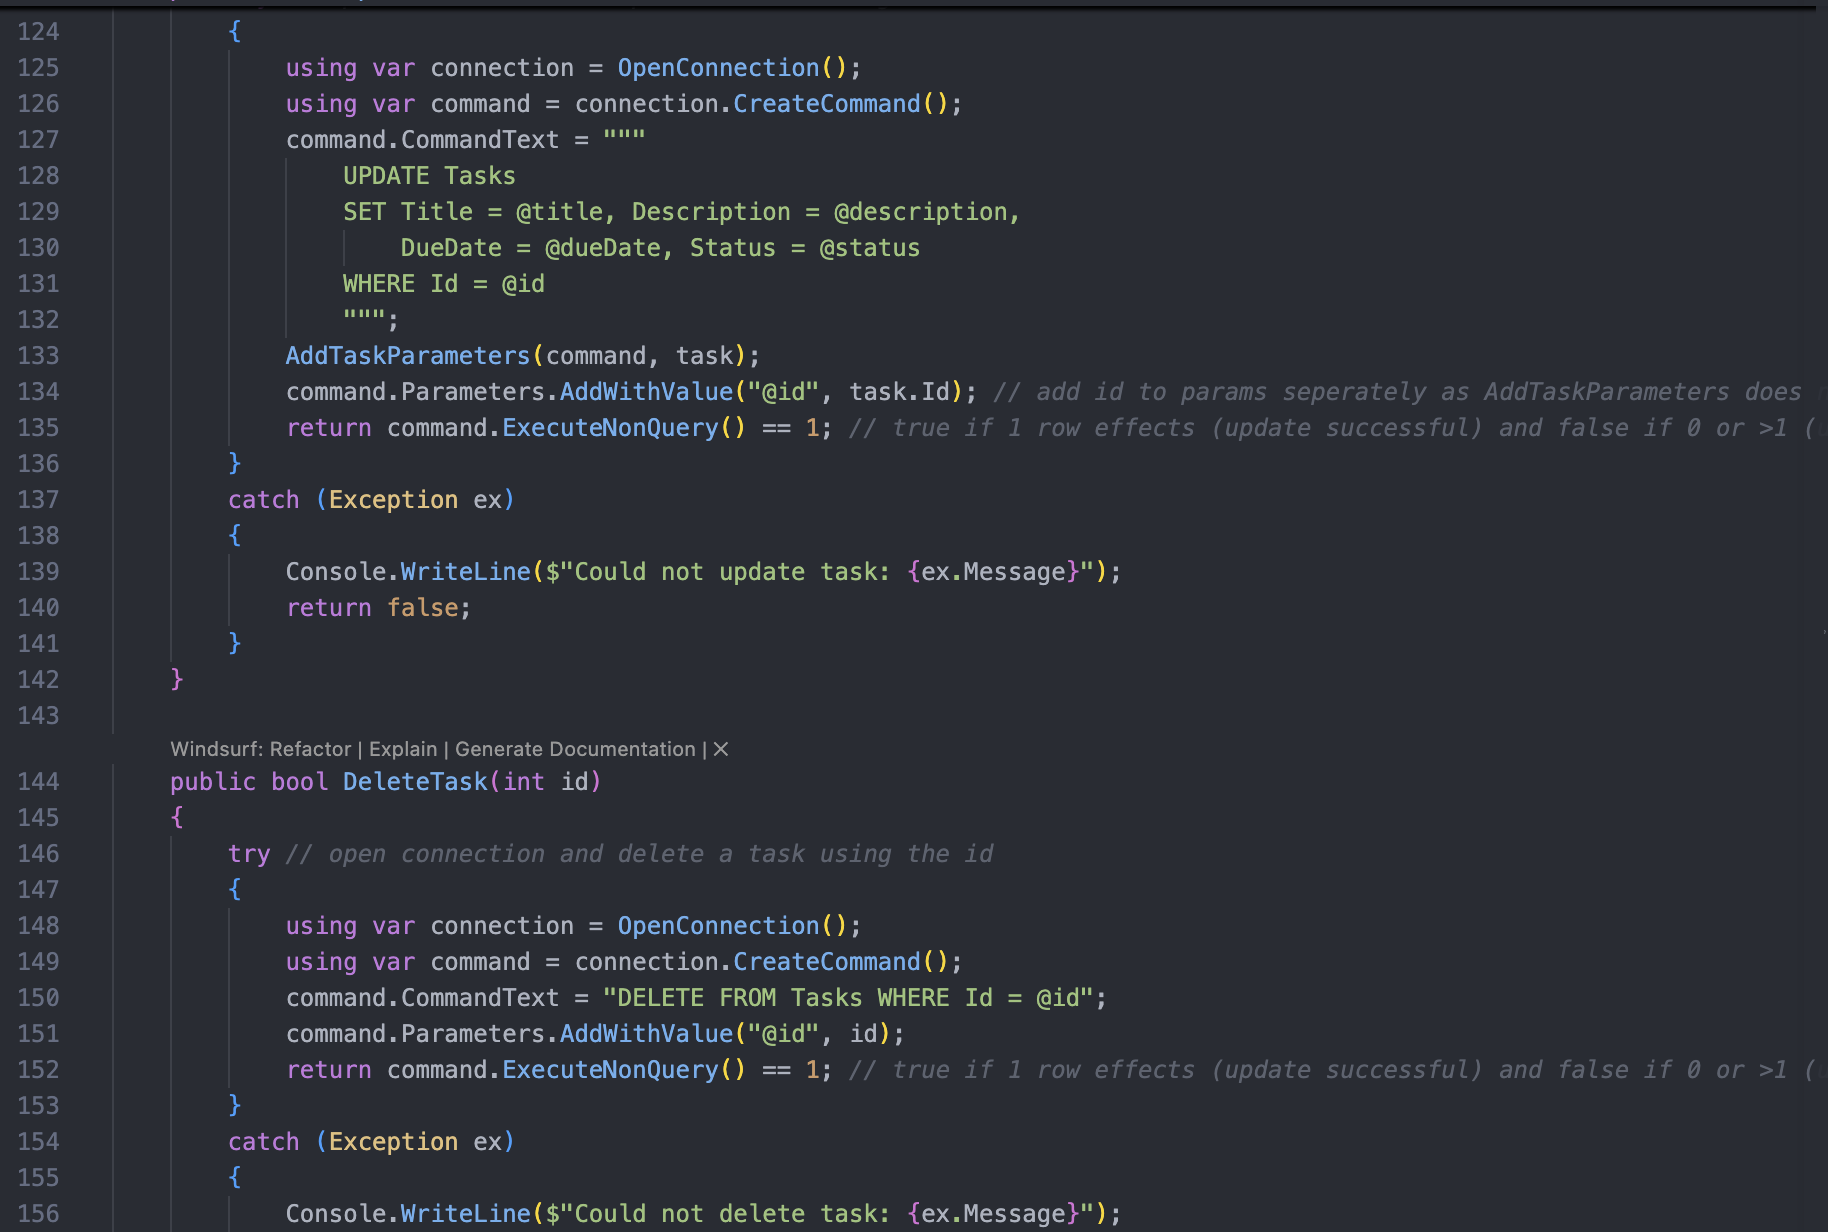 124 {
125 using var connection = OpenConnection();
126 using var command = connection.CreateCommand();
127 command.CommandText = """
128 UPDATE Tasks
129 SET Title = @title, Description = @description,
130 DueDate = @dueDate, Status = @status
131 WHERE Id = @id
132 """;
133 AddTaskParameters(command, task);
134 command.Parameters.AddWithValue("@id", task.Id); // add id to params seperately as AddTaskParameters does
135 return command.ExecuteNonQuery() == 1; // true if 1 row effects (update successful) and false if 0 or >1 (
136 }
137 catch (Exception ex)
138 {
139 Console.WriteLine($"Could not update task: {ex.Message}");
140 return false;
141 }
142 }
143
Windsurf: Refactor | Explain | Generate Documentation | ×
144 public bool DeleteTask(int id)
145 {
146 try // open connection and delete a task using the id
147 {
148 using var connection = OpenConnection();
149 using var command = connection.CreateCommand();
150 command.CommandText = "DELETE FROM Tasks WHERE Id = @id";
151 command.Parameters.AddWithValue("@id", id);
152 return command.ExecuteNonQuery() == 1; // true if 1 row effects (update successful) and false if 0 or >1 (
153 }
154 catch (Exception ex)
155 {
156 Console.WriteLine($"Could not delete task: {ex.Message}");